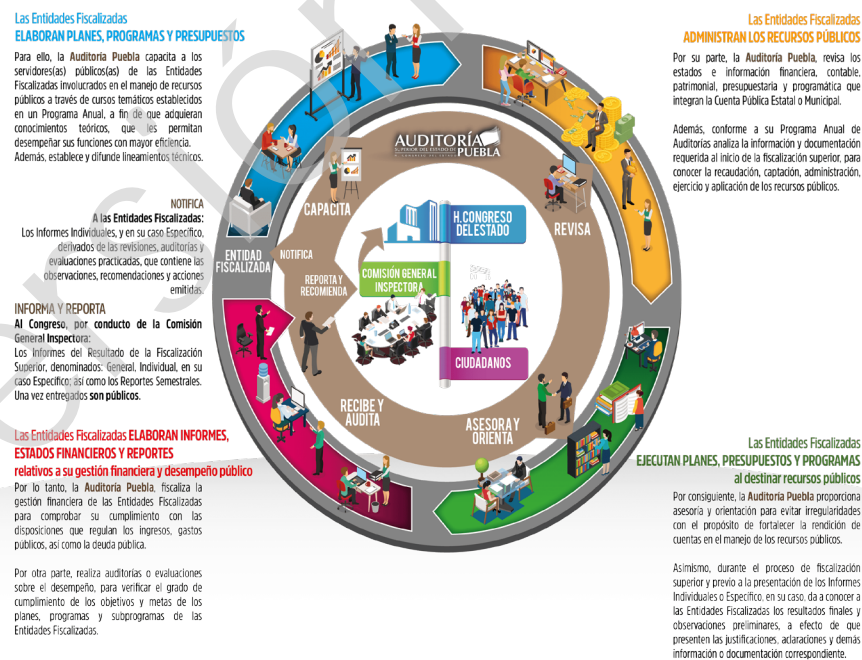 Las Entidades Fiscalizadas
ELABORAN PLANES, PROGRAMAS Y PRESUPUESTOS
Para ello, la Auditoría Puebla capacita a los
servidores(as) públicos(as) de las Entidades
Fiscalizadas involucrados en el manejo de recursos
públicos a través de cursos temáticos establecidos
en un Programa Anual, a fin de que adquieran
conocimientos teóricos, que les permitan
desempeñar sus funciones con mayor eficiencia.
Además, establece y difunde lineamientos técnicos.
NOTIFICA
A las Entidades Fiscalizadas:
Los Informes Individuales, y en su caso Específico,
derivados de las revisiones, auditorías y
evaluaciones practicadas, que contiene las
observaciones, recomendaciones y acciones
emitidas.
INFORMA Y REPORTA
Al Congreso, por conducto de la Comisión
General Inspectora:
Los Informes del Resultado de la Fiscalización
Superior, denominados: General, Individual, en su
caso Específico; así como los Reportes Semestrales.
Una vez entregados son públicos.
Las Entidades Fiscalizadas ELABORAN INFORMES,
ESTADOS FINANCIEROS Y REPORTES
relativos a su gestión financiera y desempeño público
Por lo tanto, la Auditoría Puebla, fiscaliza la
gestión financiera de las Entidades Fiscalizadas
para comprobar su cumplimiento con las
disposiciones que regulan los ingresos, gastos
públicos, así como la deuda pública.
Por otra parte, realiza auditorías o evaluaciones
sobre el desempeño, para verificar el grado de
cumplimiento de los objetivos y metas de los
planes, programas y subprogramas de las
Entidades Fiscalizadas.
AUDITORÍA
SUPERIOR DEL ESTADO DE PUEBLA
H. CONGRESO DEL ESTADO
CAPACITA
REVISA
H.CONGRESO
DEL ESTADO
ENTIDAD
FISCALIZADA
NOTIFICA
REPORTA Y
RECOMIENDA
COMISIÓN GENERAL
INSPECTORA
CIUDADANOS
RECIBE Y
AUDITA
ASESORA Y
ORIENTA
Las Entidades Fiscalizadas
ADMINISTRAN LOS RECURSOS PÚBLICOS
Por su parte, la Auditoría Puebla, revisa los
estados e información financiera, contable,
patrimonial, presupuestaria y programática que
integran la Cuenta Pública Estatal o Municipal.
Además, conforme a su Programa Anual de
Auditorías analiza la información y documentación
requerida al inicio de la fiscalización superior, para
conocer la recaudación, captación, administración,
ejercicio y aplicación de los recursos públicos.
Las Entidades Fiscalizadas
EJECUTAN PLANES, PRESUPUESTOS Y PROGRAMAS
al destinar recursos públicos
Por consiguiente, la Auditoría Puebla proporciona
asesoría y orientación para evitar irregularidades
con el propósito de fortalecer la rendición de
cuentas en el manejo de los recursos públicos.
Asimismo, durante el proceso de fiscalización
superior y previo a la presentación de los Informes
Individuales o Específico, en su caso, da a conocer a
las Entidades Fiscalizadas los resultados finales y
observaciones preliminares, a efecto de que
presenten las justificaciones, aclaraciones y demás
información o documentación correspondiente.